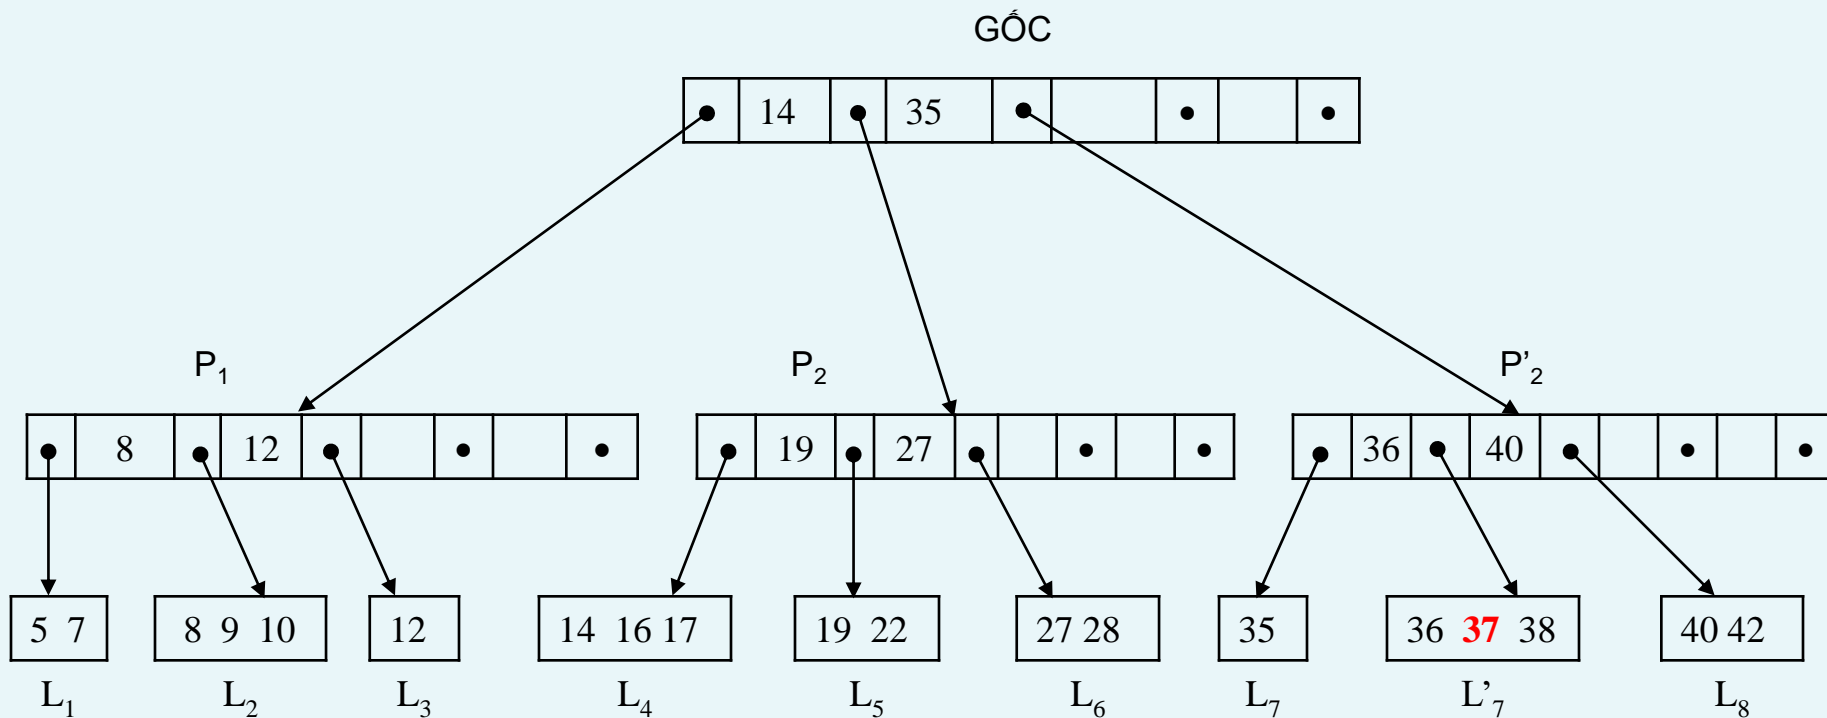 GỐC
14 35
P₁ P₂ P’₂
8 12 19 27 36 40
5 7 8 9 10 12 14 16 17 19 22 27 28 35 36 37 38 40 42
L₁ L₂ L₃ L₄ L₅ L₆ L₇ L’₇ L₈